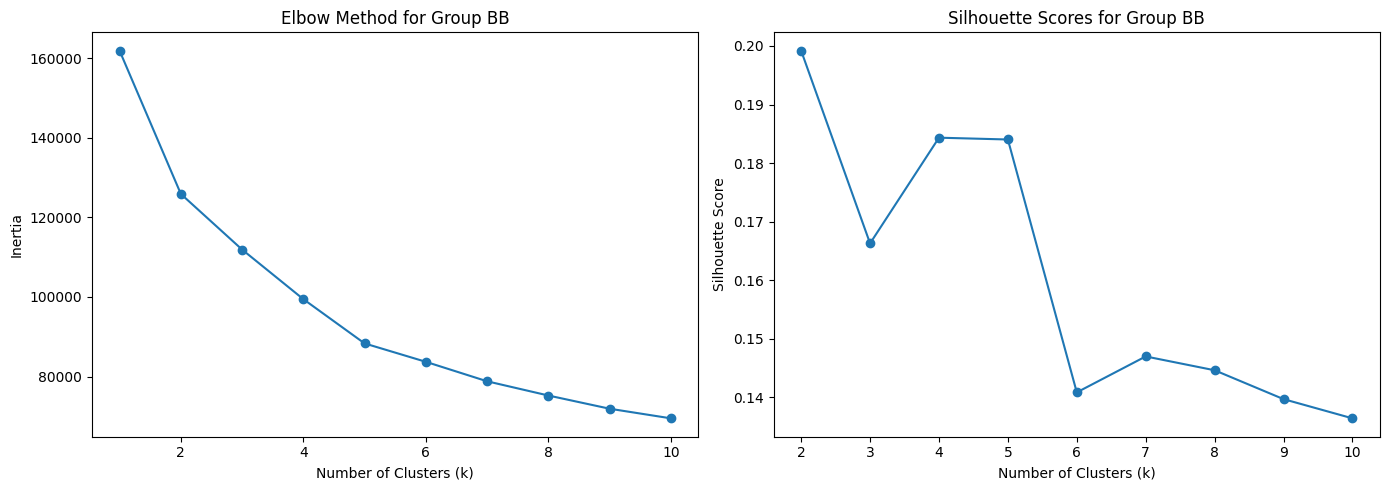 Elbow Method for Group BB
160000
140000
120000
100000
80000
Inertia
2 4 6 8 10
Number of Clusters (k)
Silhouette Scores for Group BB
0.20
0.19
0.18
0.17
0.16
0.15
0.14
Silhouette Score
2 3 4 5 6 7 8 9 10
Number of Clusters (k)